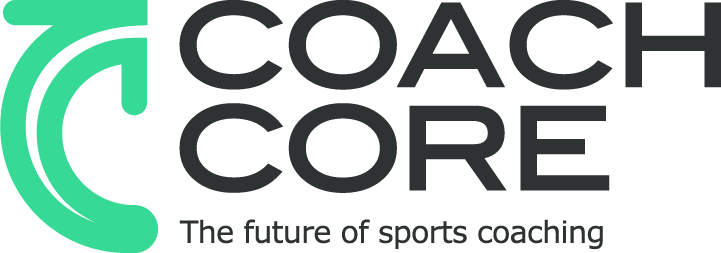 COACH
CORE
The future of sports coaching